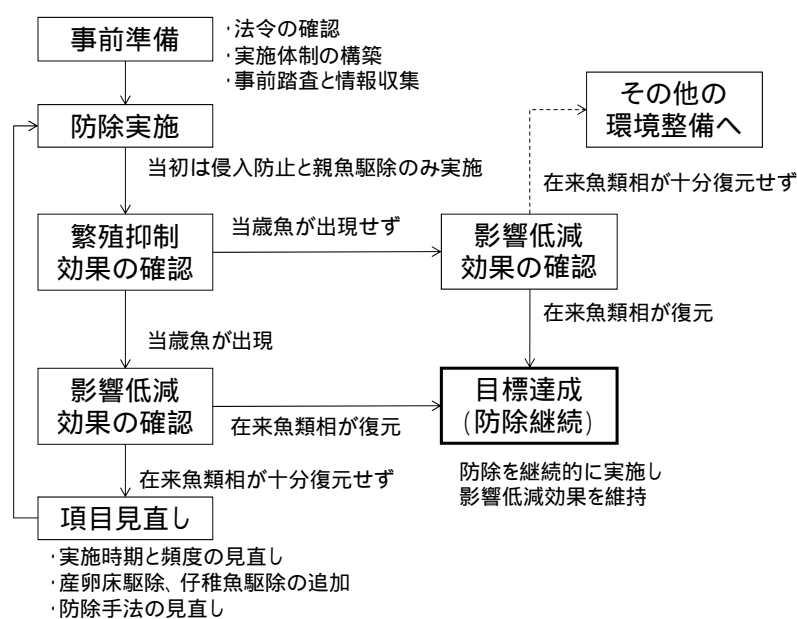 事前準備
・法令の確認
・実施体制の構築
・事前踏査と情報収集
防除実施
その他の
環境整備へ
当初は侵入防止と親魚駆除のみ実施
在来魚類相が十分復元せず
繁殖抑制
効果の確認
当歳魚が出現せず
影響低減
効果の確認
在来魚類相が復元
当歳魚が出現
影響低減
効果の確認
在来魚類相が復元
目標達成
(防除継続)
在来魚類相が十分復元せず
防除を継続的に実施し
影響低減効果を維持
項目見直し
・実施時期と頻度の見直し
・産卵床駆除、仔稚魚駆除の追加
・防除手法の見直し